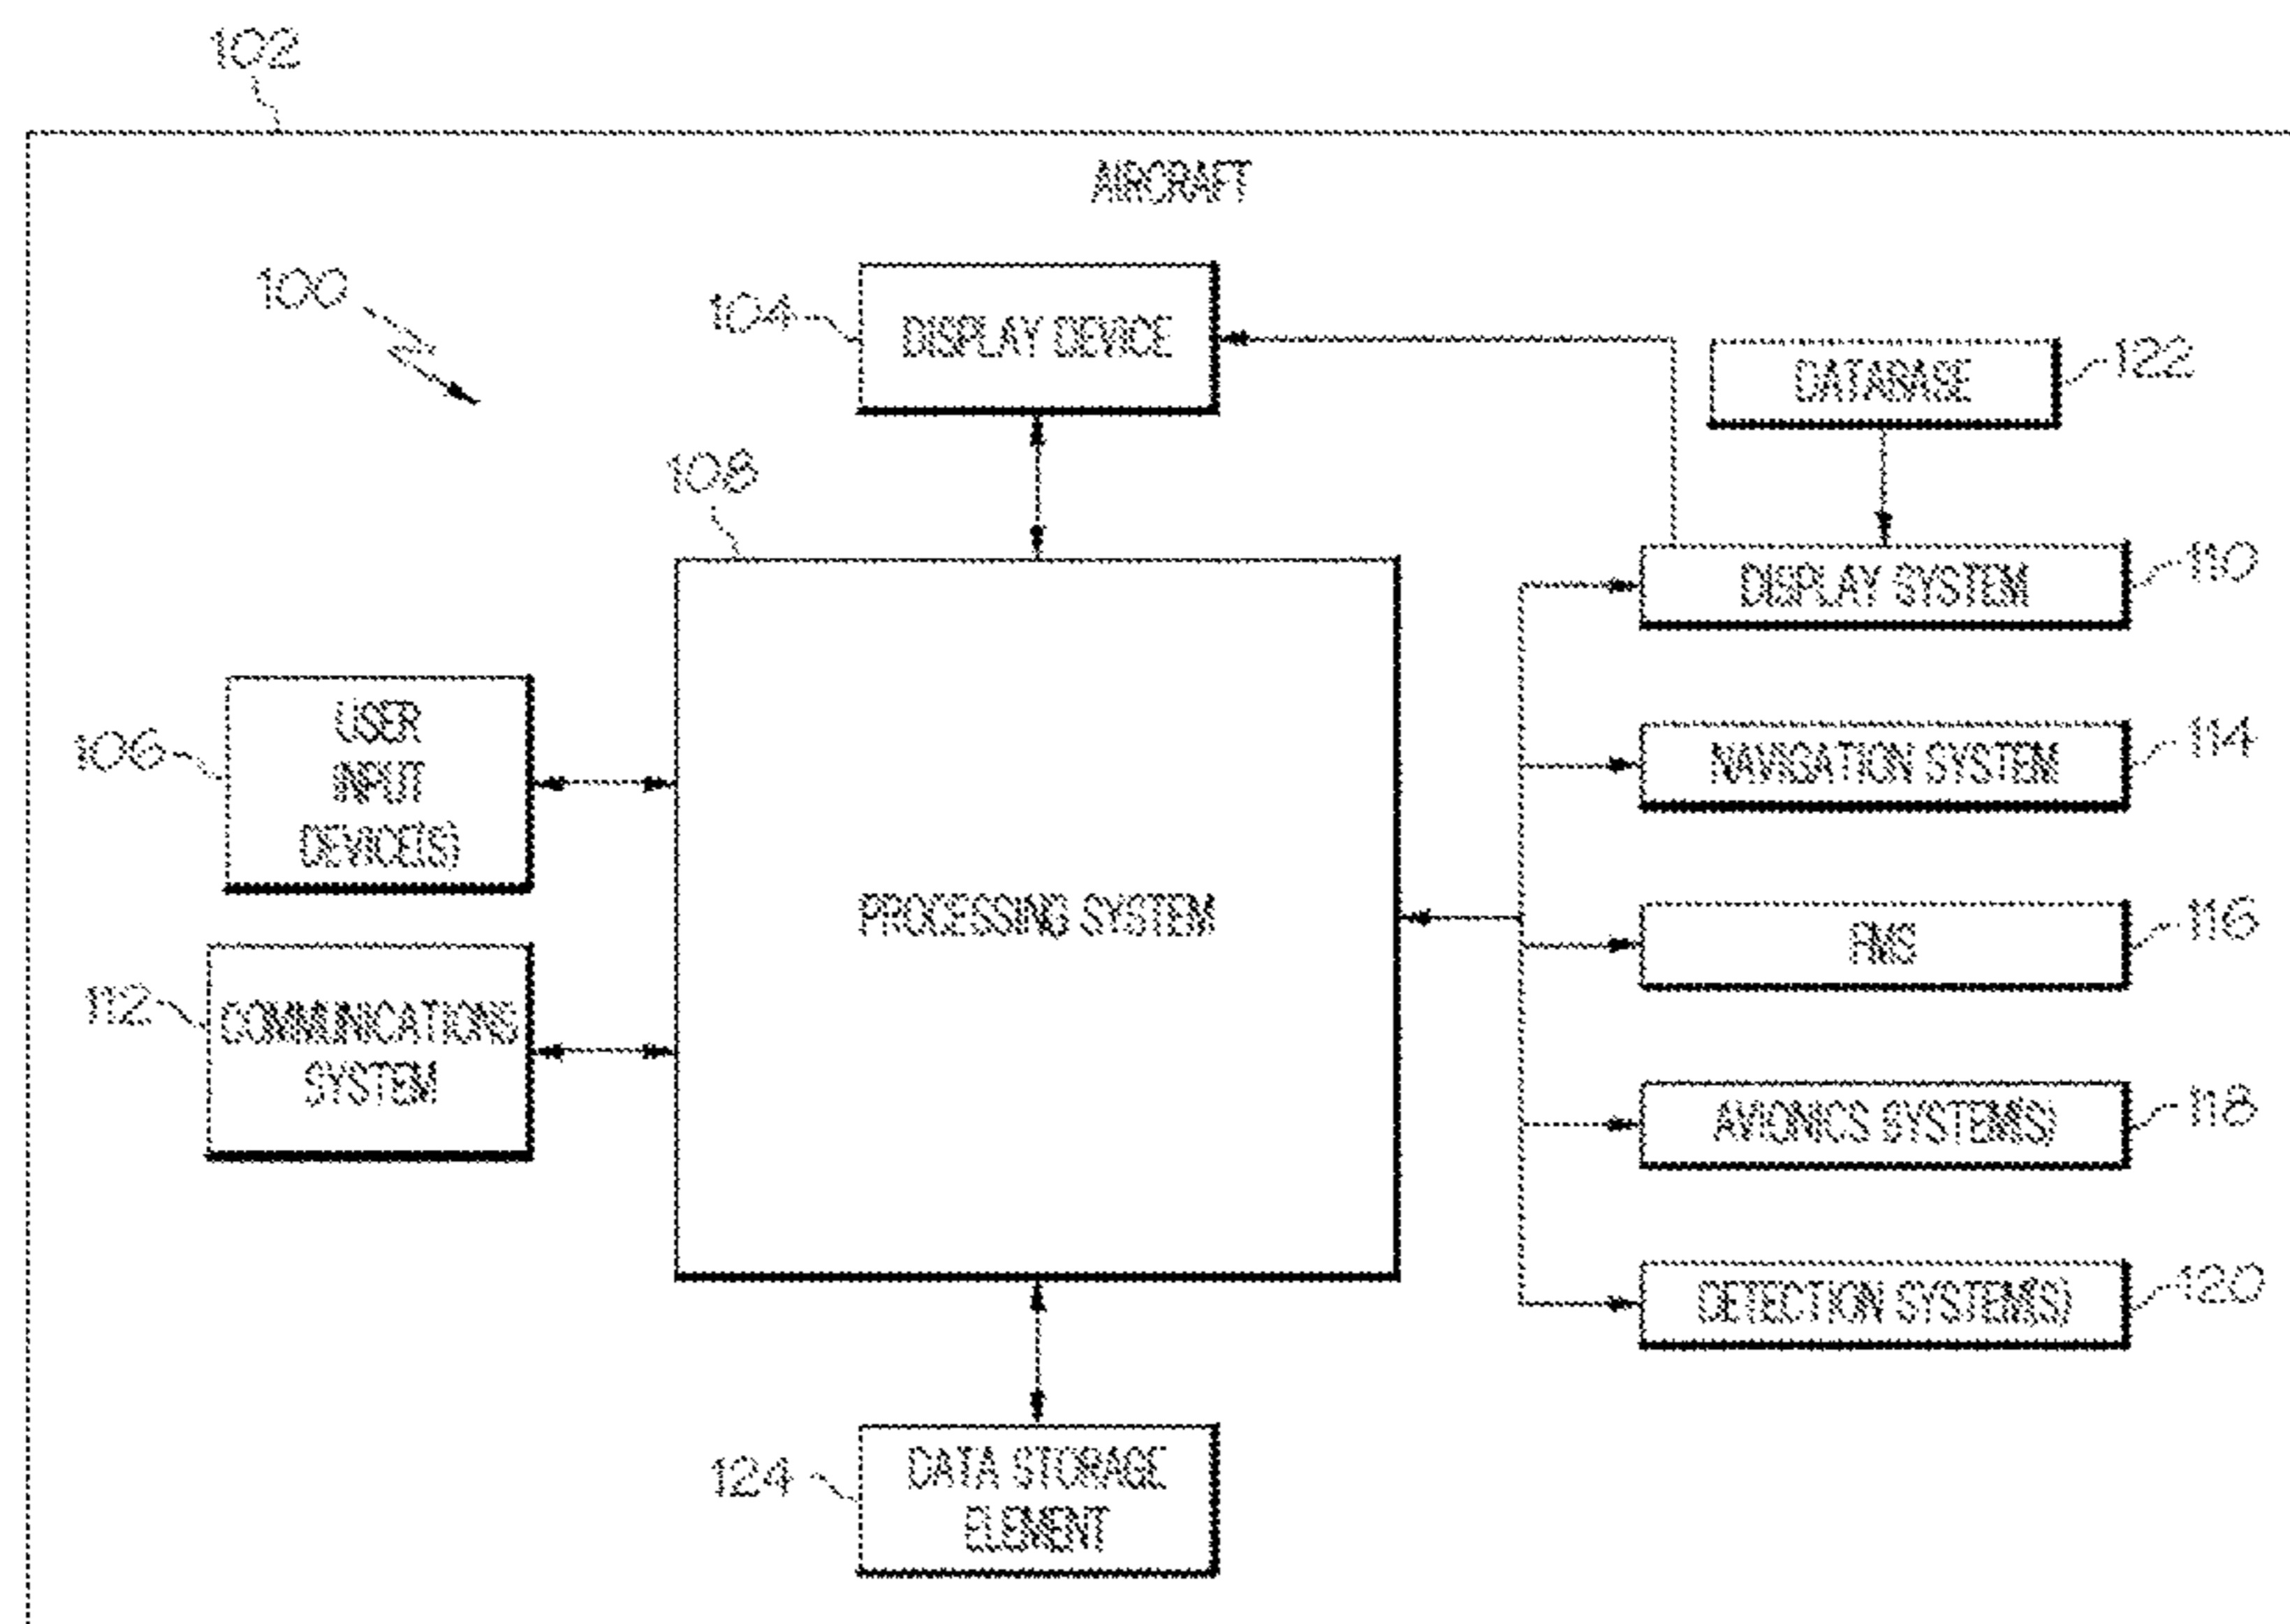 102
AIRCRAFT
100
104
DISPLAY DEVICE
DATABASE
122
108
DISPLAY SYSTEM
110
USER
INPUT
DEVICE(S)
106
NAVIGATION SYSTEM
114
PROCESSING SYSTEM
FMS
116
112
COMMUNICATIONS
SYSTEM
AVIONICS SYSTEM(S)
118
DETECTION SYSTEM(S)
120
124
DATA STORAGE
ELEMENT